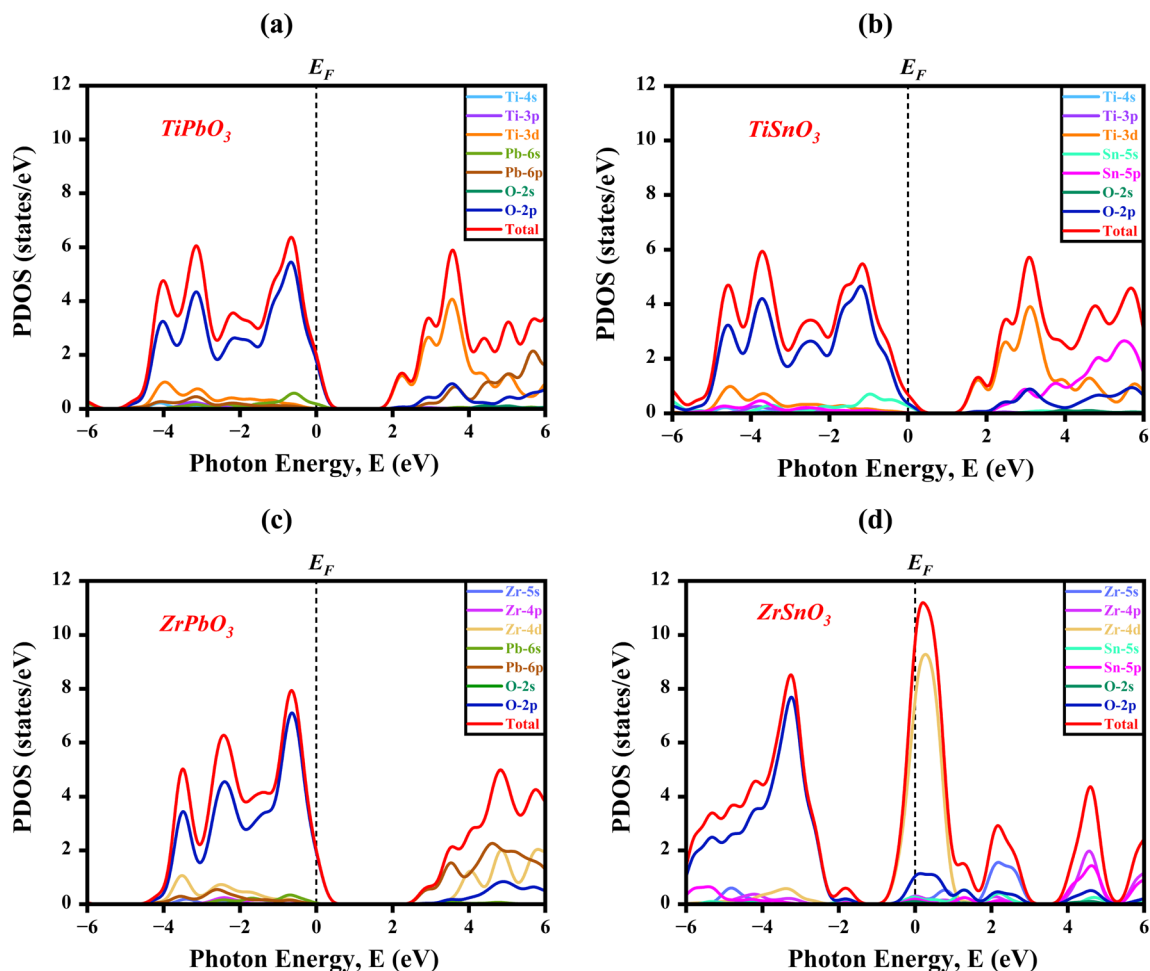 (a)
E_F
12
10
8
6
4
2
0
PDOS (states/eV)
TiPbO₃
Ti-4s
Ti-3p
Ti-3d
Pb-6s
Pb-6p
O-2s
O-2p
Total
−6 −4 −2 0 2 4 6
Photon Energy, E (eV)
(b)
E_F
12
10
8
6
4
2
0
PDOS (states/eV)
TiSnO₃
Ti-4s
Ti-3p
Ti-3d
Sn-5s
Sn-5p
O-2s
O-2p
Total
−6 −4 −2 0 2 4 6
Photon Energy, E (eV)
(c)
E_F
12
10
8
6
4
2
0
PDOS (states/eV)
ZrPbO₃
Zr-5s
Zr-4p
Zr-4d
Pb-6s
Pb-6p
O-2s
O-2p
Total
−6 −4 −2 0 2 4 6
Photon Energy, E (eV)
(d)
E_F
12
10
8
6
4
2
0
PDOS (states/eV)
ZrSnO₃
Zr-5s
Zr-4p
Zr-4d
Sn-5s
Sn-5p
O-2s
O-2p
Total
−6 −4 −2 0 2 4 6
Photon Energy, E (eV)